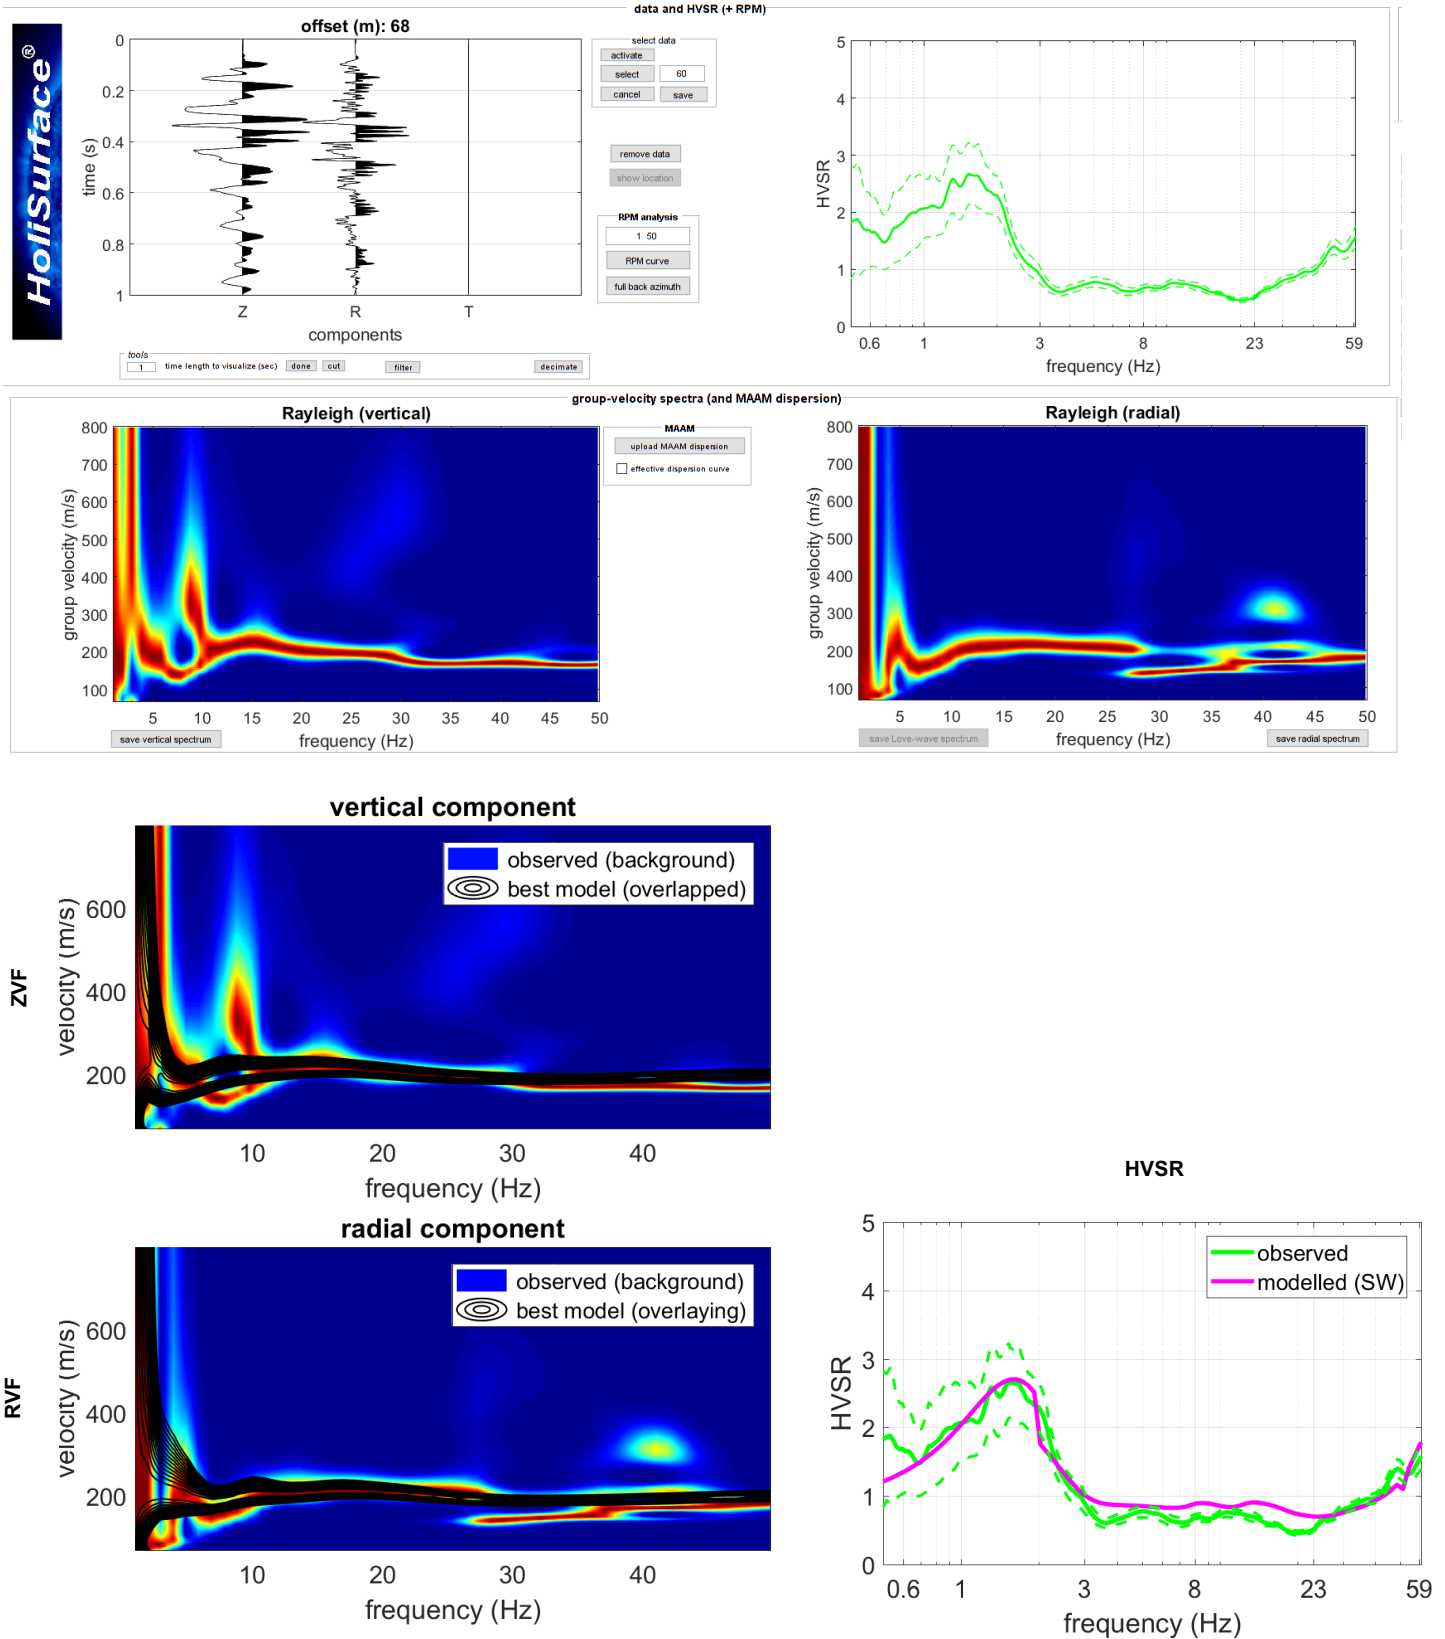 data and HVSR (+ RPM)
HoliSurface®
offset (m): 68
0
0.2
0.4
0.6
0.8
1
time (s)
Z R T
components
select data
activate
select 60
cancel save
remove data
show location
RPM analysis
1 50
RPM curve
full back azimuth
5
4
3
2
1
0
HVSR
0.6 1 3 8 23 59
frequency (Hz)
tools
1 time length to visualize (sec) done cut filter decimate
group-velocity spectra (and MAAM dispersion)
Rayleigh (vertical)
800
700
600
500
400
300
200
100
group velocity (m/s)
5 10 15 20 25 30 35 40 45 50
save vertical spectrum
frequency (Hz)
MAAM
upload MAAM dispersion
effective dispersion curve
Rayleigh (radial)
800
700
600
500
400
300
200
100
group velocity (m/s)
5 10 15 20 25 30 35 40 45 50
save Love-wave spectrum
frequency (Hz)
save radial spectrum
vertical component
observed (background)
best model (overlapped)
600
400
200
velocity (m/s)
ZVF
10 20 30 40
frequency (Hz)
radial component
observed (background)
best model (overlaying)
600
400
200
velocity (m/s)
RVF
10 20 30 40
frequency (Hz)
HVSR
observed
modelled (SW)
5
4
3
2
1
0
HVSR
0.6 1 3 8 23 59
frequency (Hz)